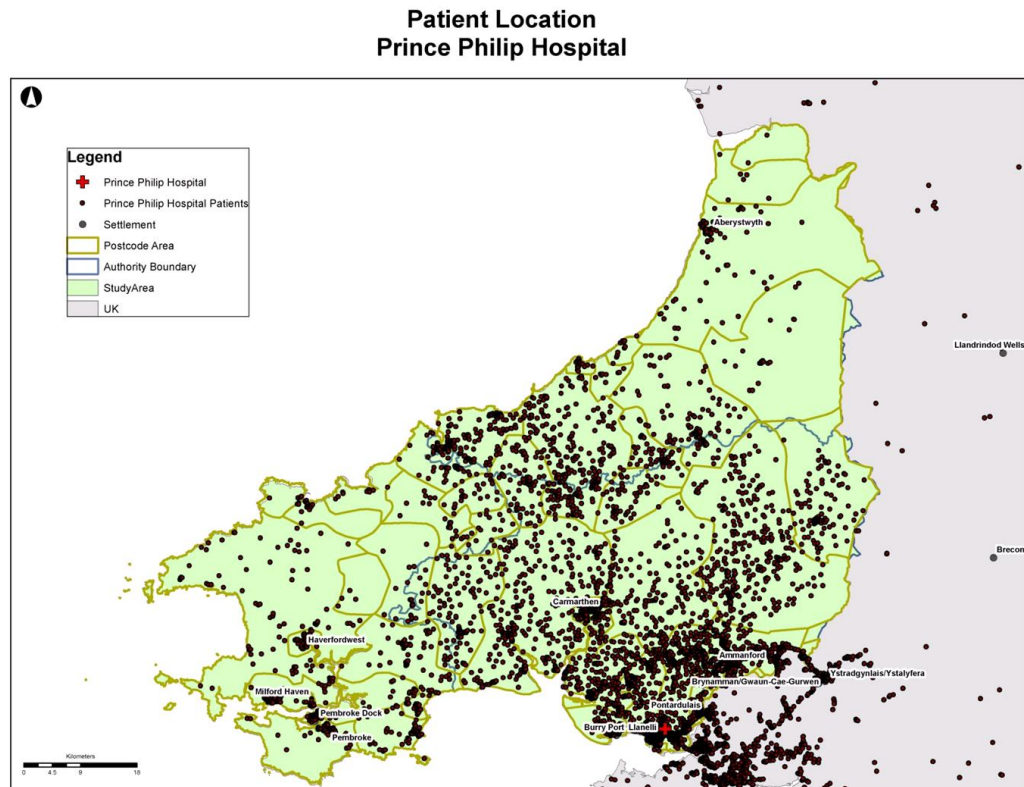 Patient Location
Prince Philip Hospital
Legend
Prince Philip Hospital
Prince Philip Hospital Patients
Settlement
Postcode Area
Authority Boundary
StudyArea
UK
Aberystwyth
Llandrindod Wells
Brecon
Carmarthen
Haverfordwest
Ammanford
Ystradgynlais/Ystalyfera
Brynamman/Gwaun-Cae-Gurwen
Milford Haven
Pontardulais
Pembroke Dock
Burry Port Llanelli
Pembroke
Kilometers
0 4.5 9 18